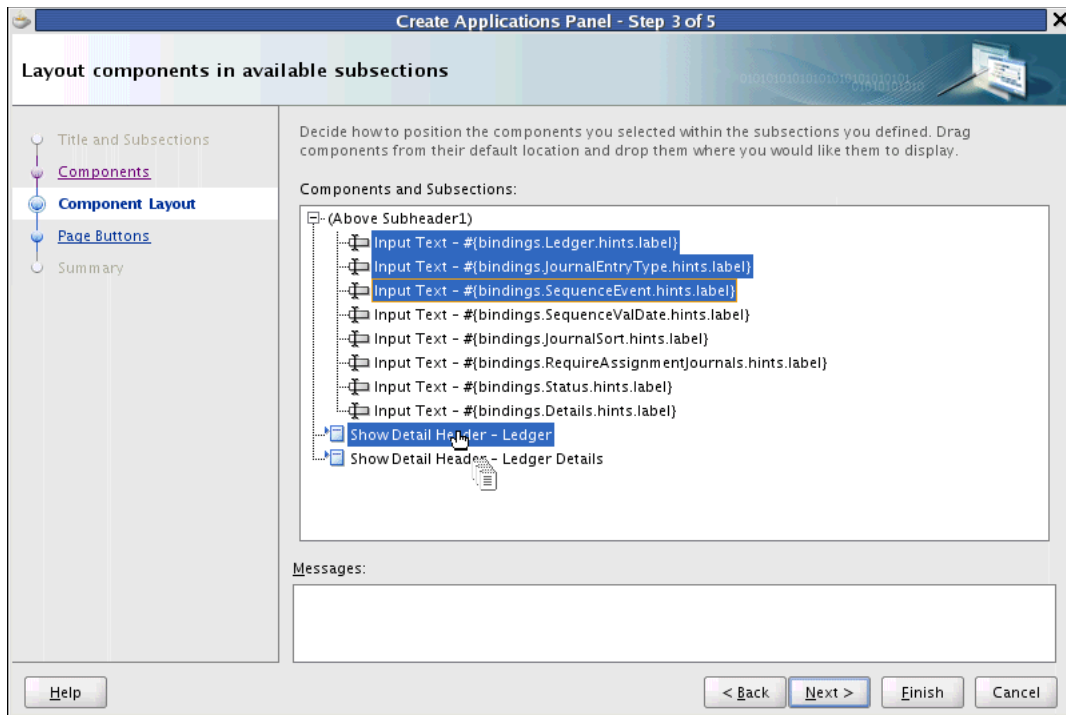 Create Applications Panel - Step 3 of 5
Layout components in available subsections
Title and Subsections
Components
Component Layout
Page Buttons
Summary
Decide how to position the components you selected within the subsections you defined. Drag
components from their default location and drop them where you would like them to display.
Components and Subsections:
(Above Subheader1)
Input Text - #{bindings.Ledger.hints.label}
Input Text - #{bindings.JournalEntryType.hints.label}
Input Text - #{bindings.SequenceEvent.hints.label}
Input Text - #{bindings.SequenceValDate.hints.label}
Input Text - #{bindings.JournalSort.hints.label}
Input Text - #{bindings.RequireAssignmentJournals.hints.label}
Input Text - #{bindings.Status.hints.label}
Input Text - #{bindings.Details.hints.label}
Show Detail Header - Ledger
Show Detail Header - Ledger Details
Messages:
Help
< Back
Next >
Finish
Cancel